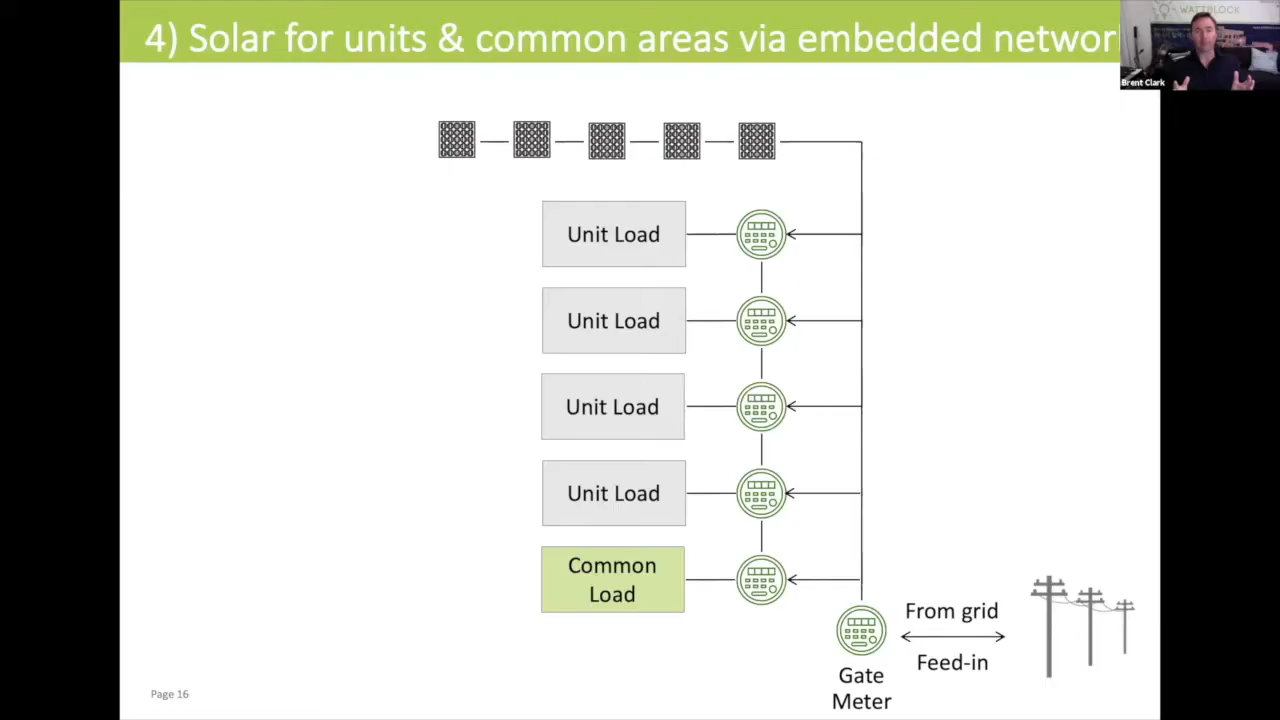 4) Solar for units & common areas via embedded networ
WATTBLOCK
Brent Clark
Unit Load
Unit Load
Unit Load
Unit Load
Common
Load
From grid
Feed-in
Gate
Meter
Page 16